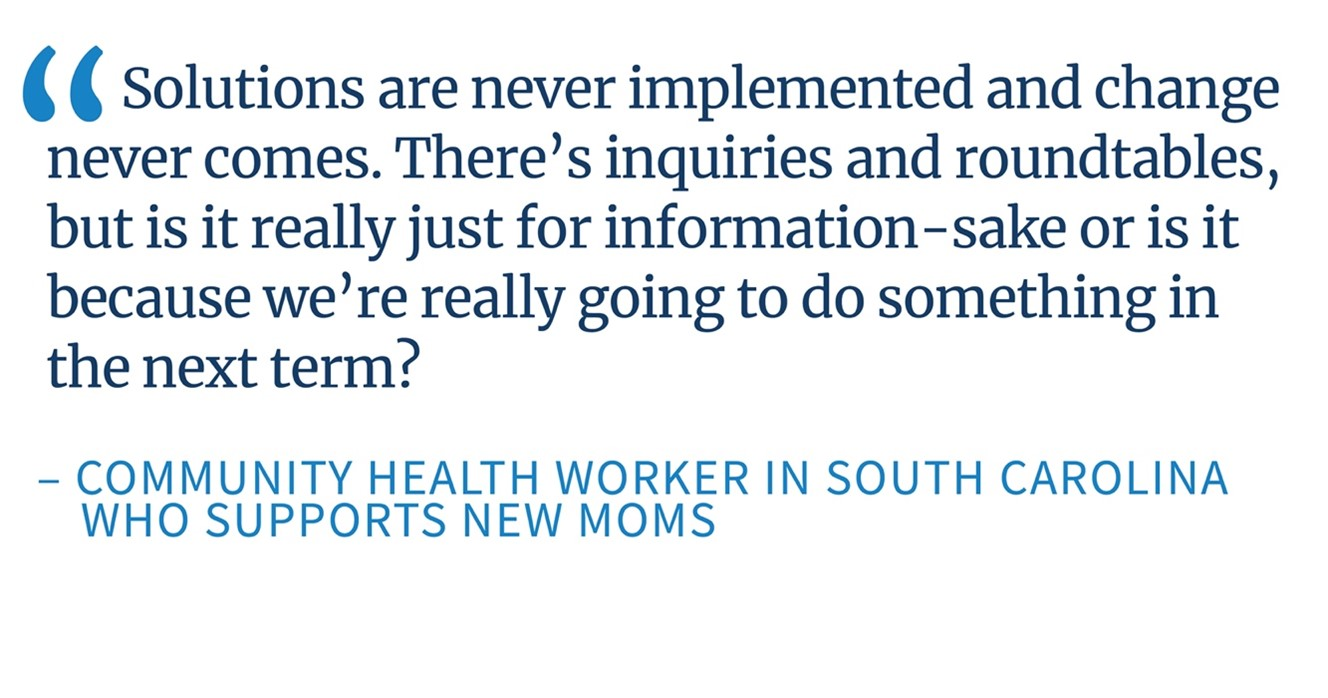 “ Solutions are never implemented and change
never comes. There’s inquiries and roundtables,
but is it really just for information-sake or is it
because we’re really going to do something in
the next term?
– COMMUNITY HEALTH WORKER IN SOUTH CAROLINA
WHO SUPPORTS NEW MOMS